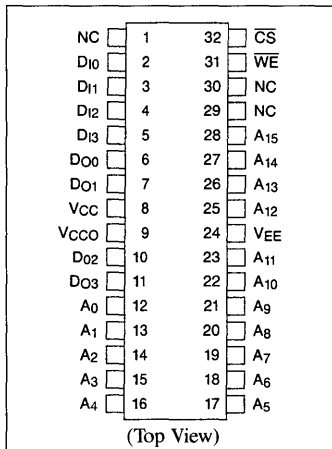 NC 1 32 CS
DI0 2 31 WE
DI1 3 30 NC
DI2 4 29 NC
DI3 5 28 A15
DO0 6 27 A14
DO1 7 26 A13
VCC 8 25 A12
VCCO 9 24 VEE
D02 10 23 A11
DO3 11 22 A10
A0 12 21 A9
A1 13 20 A8
A2 14 19 A7
A3 15 18 A6
A4 16 17 A5
(Top View)